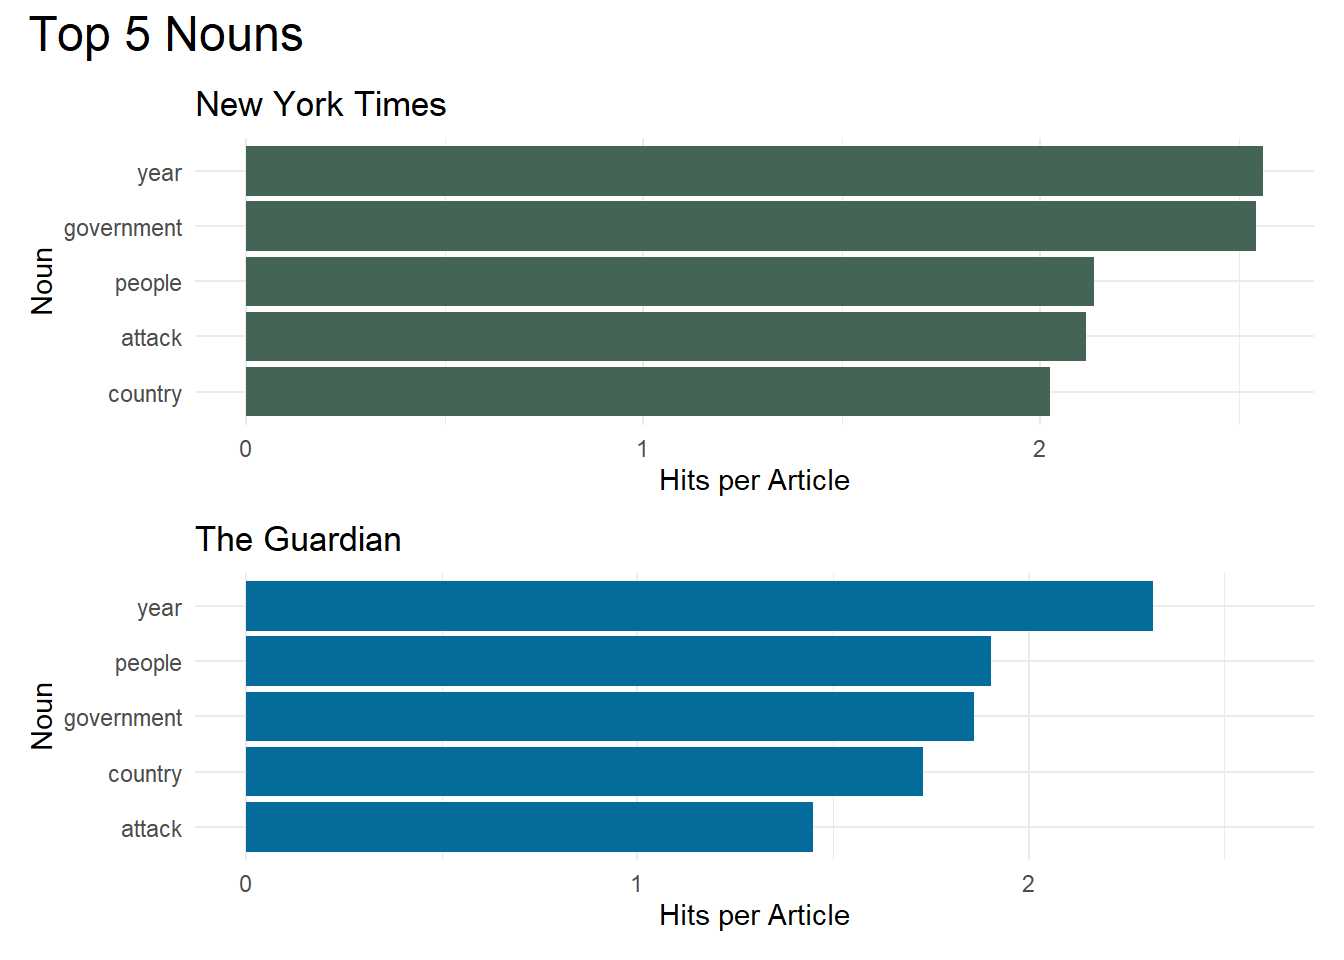 Top 5 Nouns
New York Times
Noun
year
government
people
attack
country
0 1 2
Hits per Article
The Guardian
Noun
year
people
government
country
attack
0 1 2
Hits per Article